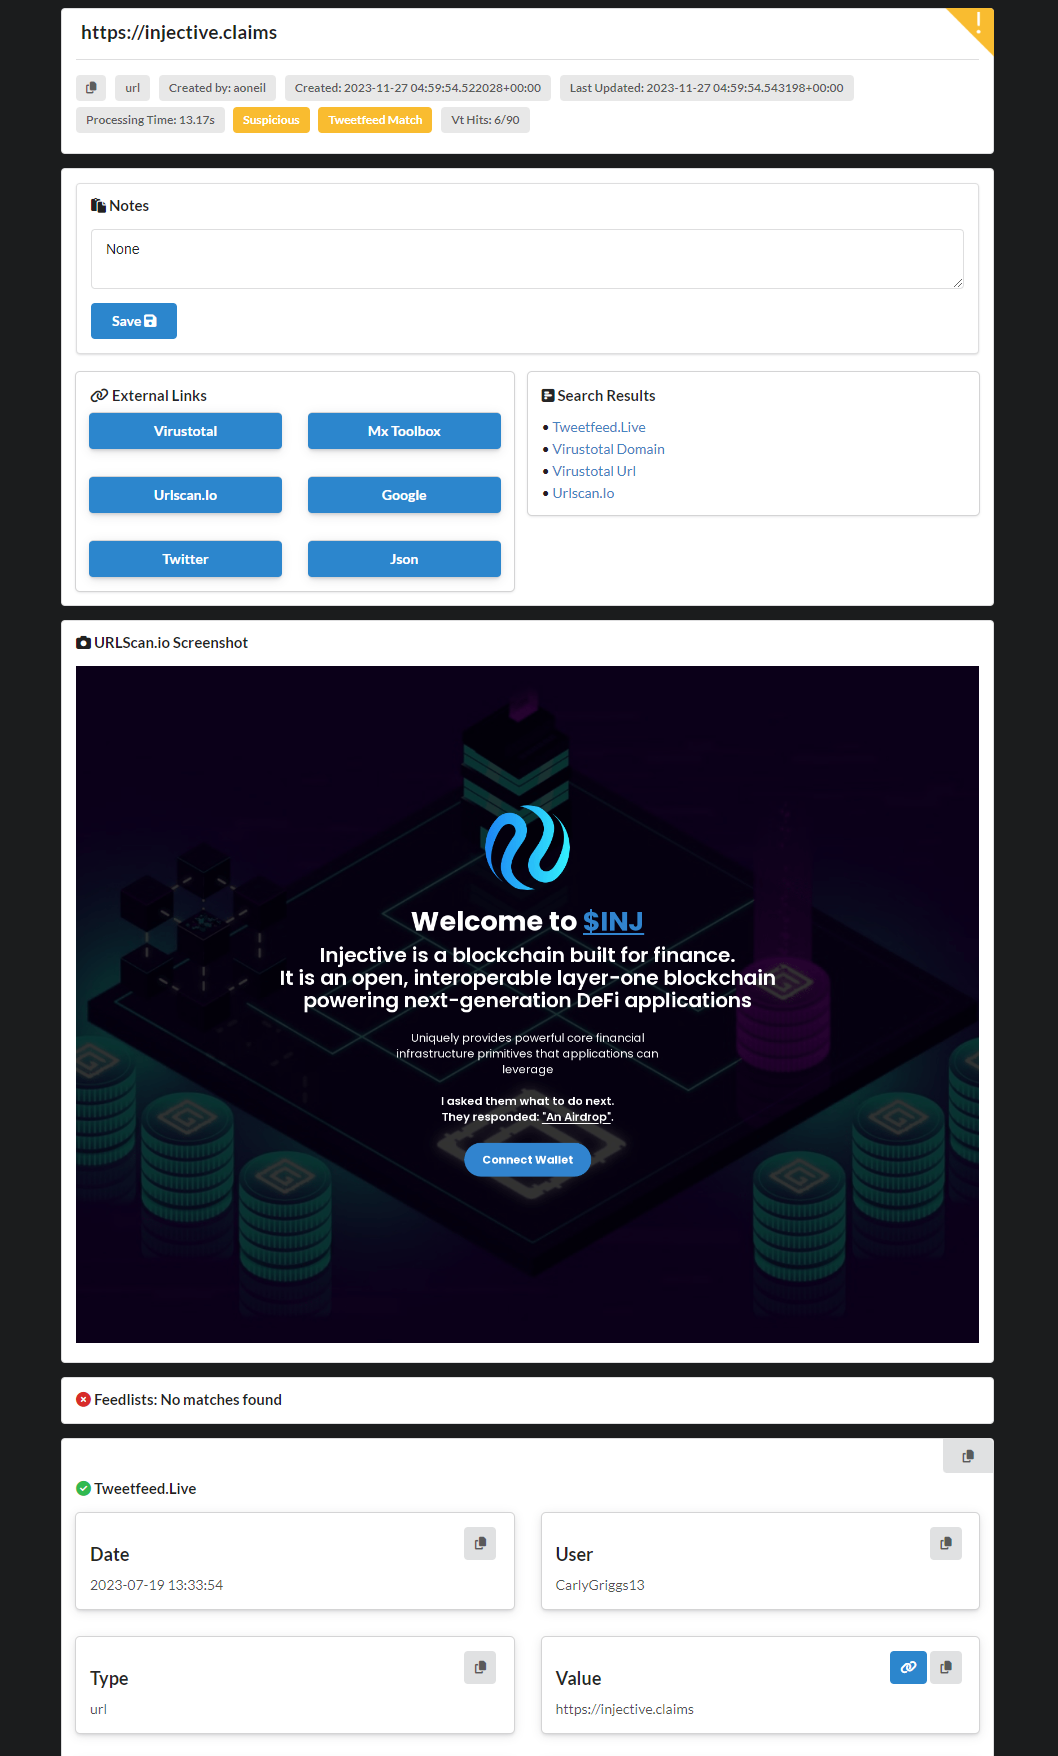 https://injective.claims
!
url
Created by: aoneil
Created: 2023-11-27 04:59:54.522028+00:00
Last Updated: 2023-11-27 04:59:54.543198+00:00
Processing Time: 13.17s
Suspicious
Tweetfeed Match
Vt Hits: 6/90
Notes
None
Save
External Links
Virustotal
Mx Toolbox
Urlscan.Io
Google
Twitter
Json
Search Results
• Tweetfeed.Live
• Virustotal Domain
• Virustotal Url
• Urlscan.Io
URLScan.io Screenshot
Welcome to $INJ
Injective is a blockchain built for finance.
It is an open, interoperable layer-one blockchain
powering next-generation DeFi applications
Uniquely provides powerful core financial
infrastructure primitives that applications can
leverage
I asked them what to do next.
They responded: "An Airdrop".
Connect Wallet
Feedlists: No matches found
Tweetfeed.Live
Date
2023-07-19 13:33:54
User
CarlyGriggs13
Type
url
Value
https://injective.claims